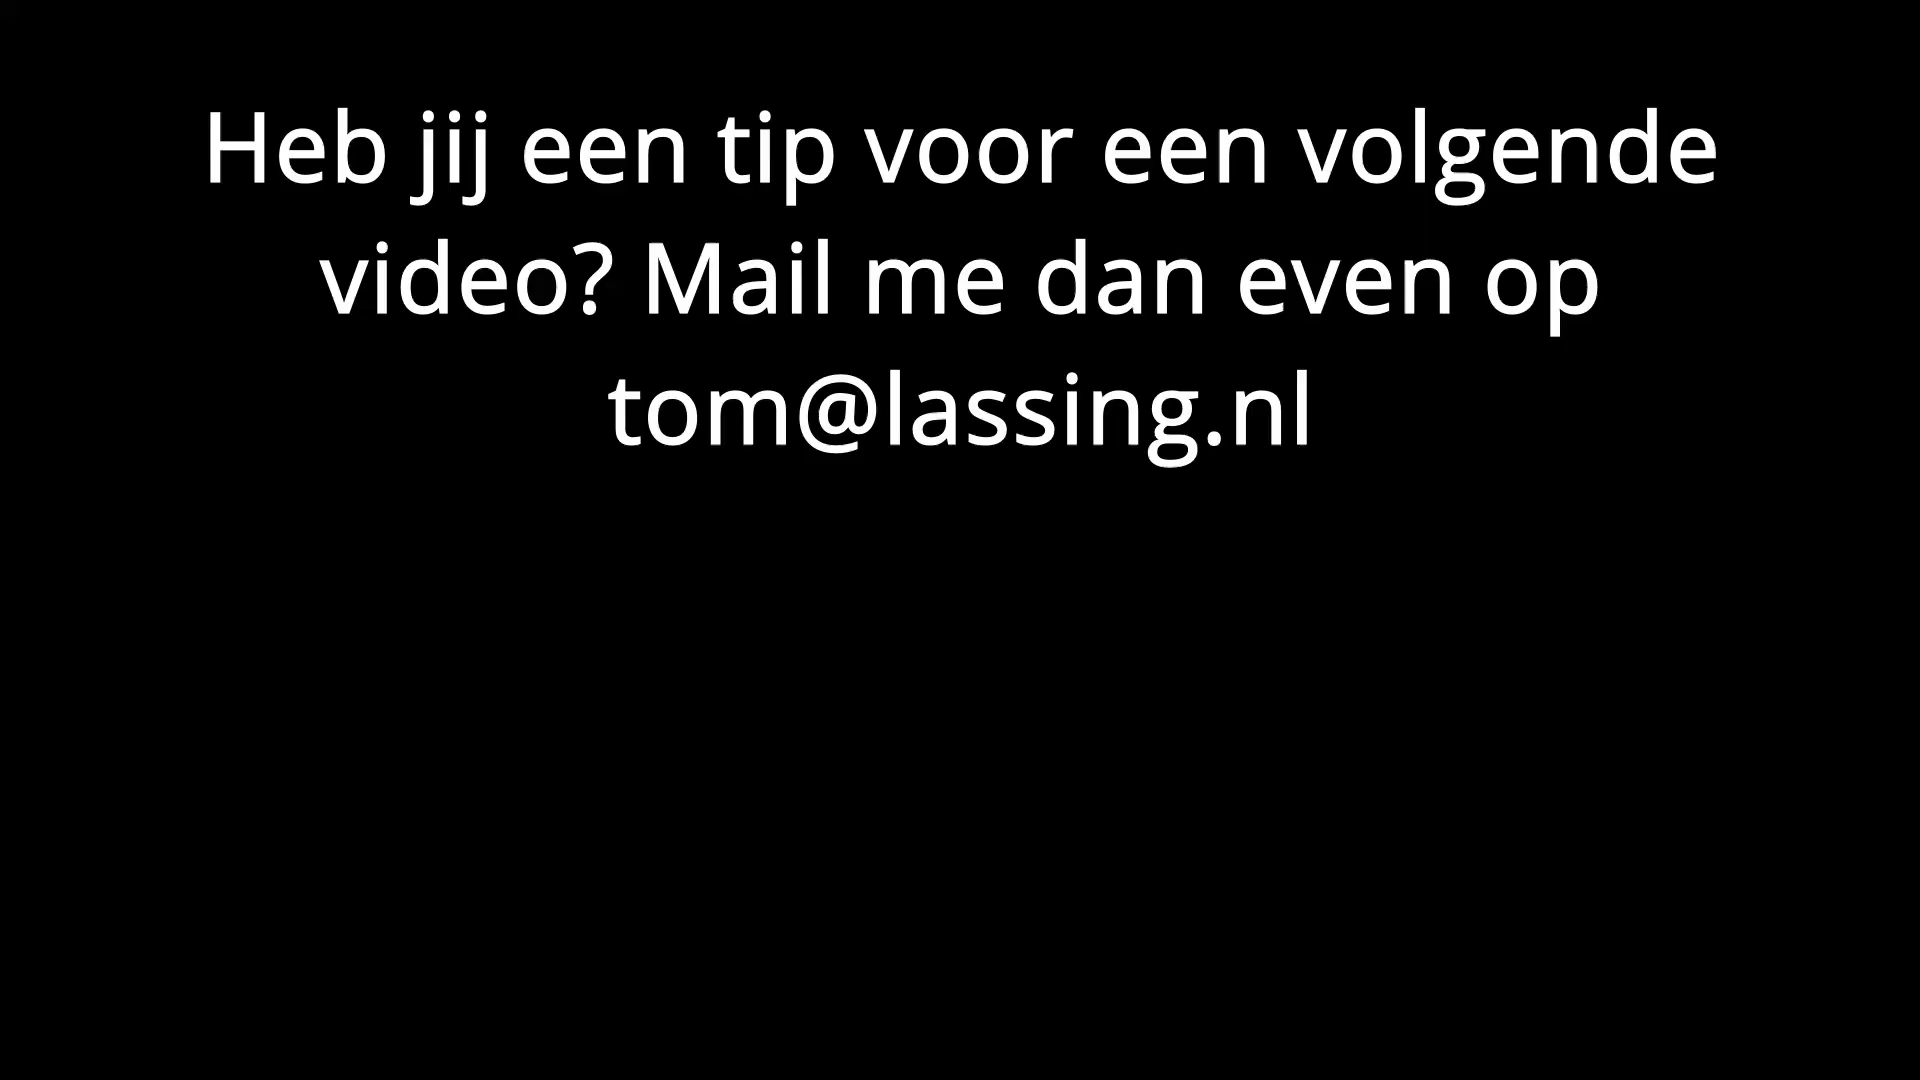 Heb jij een tip voor een volgende
video? Mail me dan even op
tom@lassing.nl